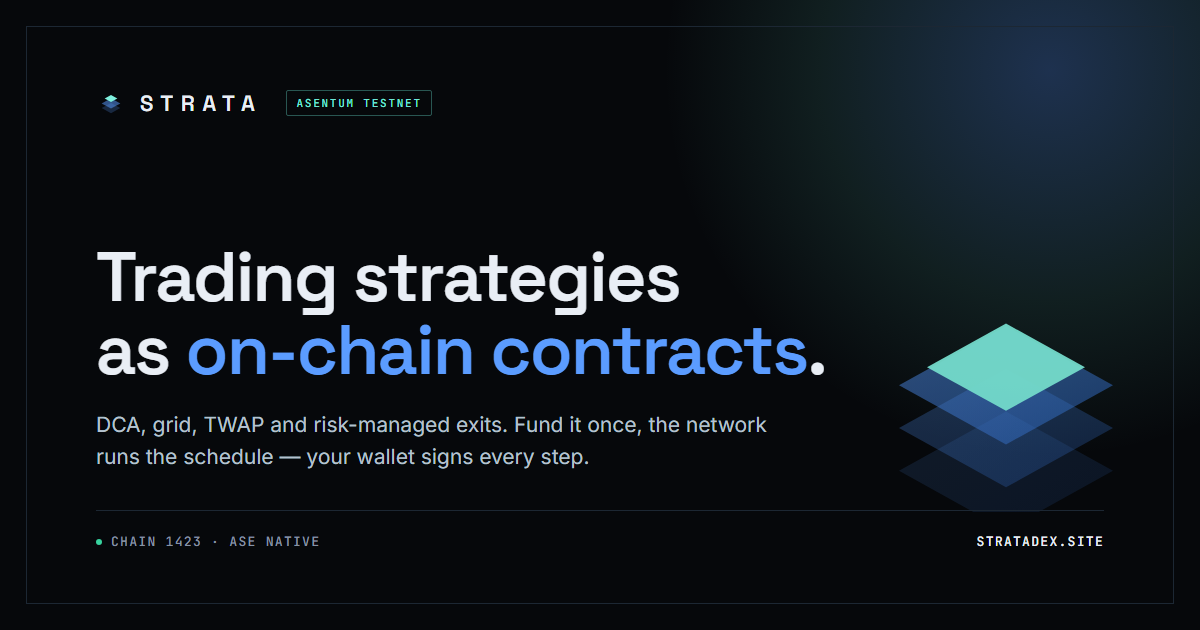 STRATA
ASENTUM TESTNET
Trading strategies
as on-chain contracts.
DCA, grid, TWAP and risk-managed exits. Fund it once, the network
runs the schedule — your wallet signs every step.
CHAIN 1423 · ASE NATIVE
STRATADEX.SITE